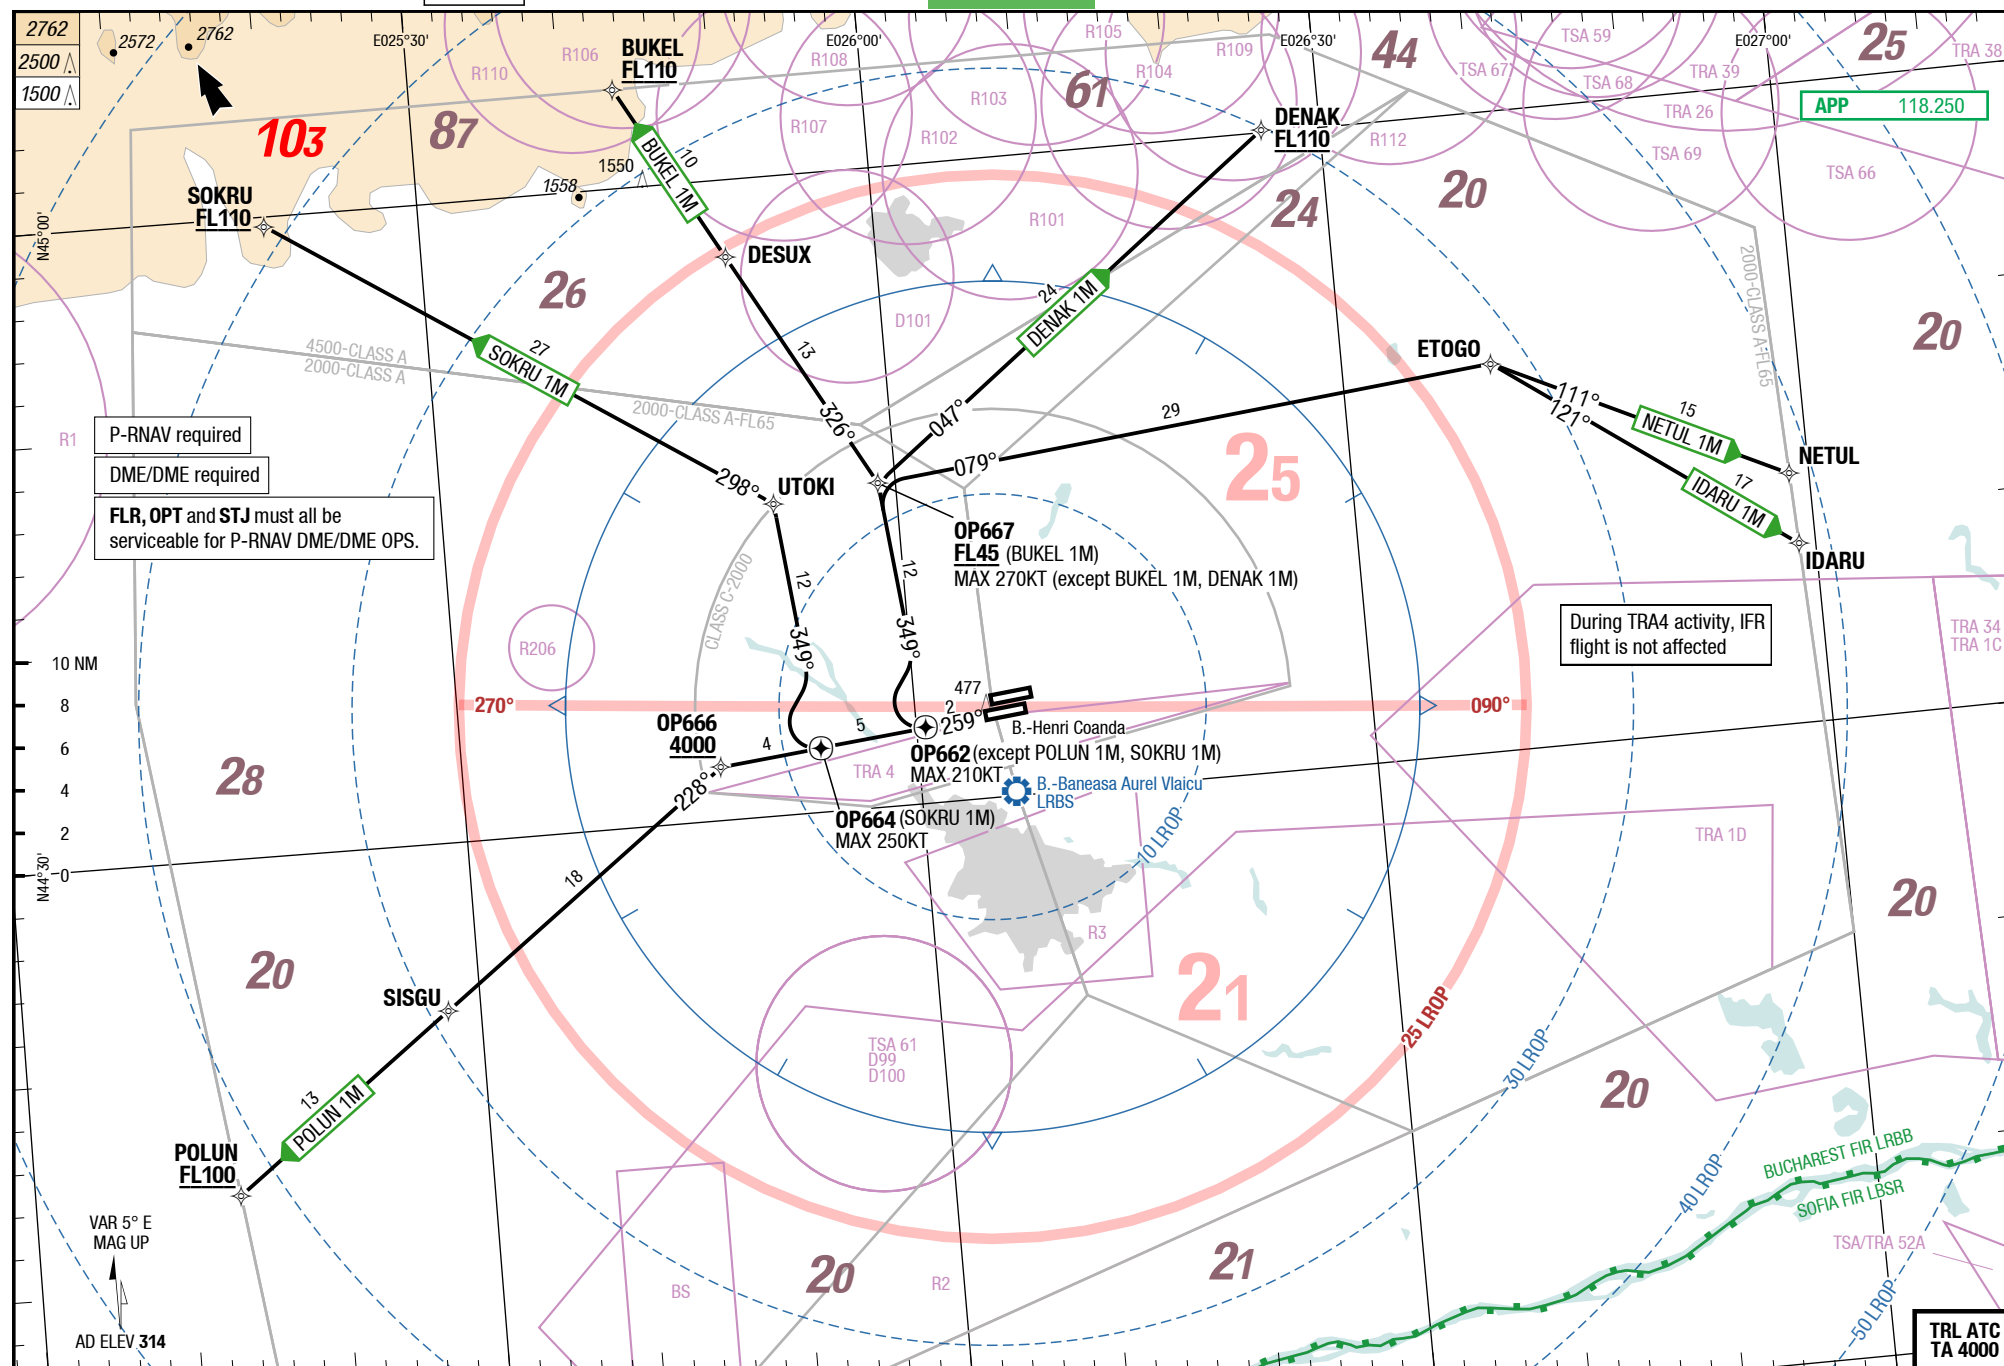 2762
2500
1500
2572
2762
E025°30'
E026°00'
E026°30'
E027°00'
R110
R106
BUKEL
FL110
R108
R105
R109
R104
61
44
TSA 59
TSA 67
TSA 68
TRA 39
TRA 26
25
TRA 38
APP 118.250
103
87
R107
R103
R102
DENAK
FL110
R112
TSA 69
TSA 66
1550
1558
10
BUKEL 1M
SOKRU
FL110
N45°00'
DESUX
R101
24
20
26
D101
24
DENAK 1M
2000-CLASS A-FL65
20
4500-CLASS A
2000-CLASS A
27
SOKRU 1M
13
ETOGO
2000-CLASS A-FL65
326°
047°
29
111°
121°
15
NETUL 1M
NETUL
R1
P-RNAV required
DME/DME required
FLR, OPT and STJ must all be
serviceable for P-RNAV DME/DME OPS.
298°
UTOKI
079°
25
17
IDARU 1M
IDARU
OP667
FL45 (BUKEL 1M)
MAX 270KT (except BUKEL 1M, DENAK 1M)
12
12
CLASS C-2000
349°
349°
R206
During TRA4 activity, IFR
flight is not affected
TRA 34
TRA 1C
10 NM
8
6
4
2
0
270°
090°
477
2
259°
B.-Henri Coanda
OP666
4000
4
5
OP662 (except POLUN 1M, SOKRU 1M)
MAX 210KT
TRA 4
B.-Baneasa Aurel Vlaicu
LRBS
228°
OP664 (SOKRU 1M)
MAX 250KT
28
10 LROP
TRA 1D
N44°30'
18
20
R3
20
SISGU
21
25 LROP
TSA 61
D99
D100
30 LROP
20
13
POLUN 1M
POLUN
FL100
BUCHAREST FIR LRBB
SOFIA FIR LBSR
40 LROP
VAR 5° E
MAG UP
20
R2
21
TSA/TRA 52A
BS
50 LROP
AD ELEV 314
TRL ATC
TA 4000